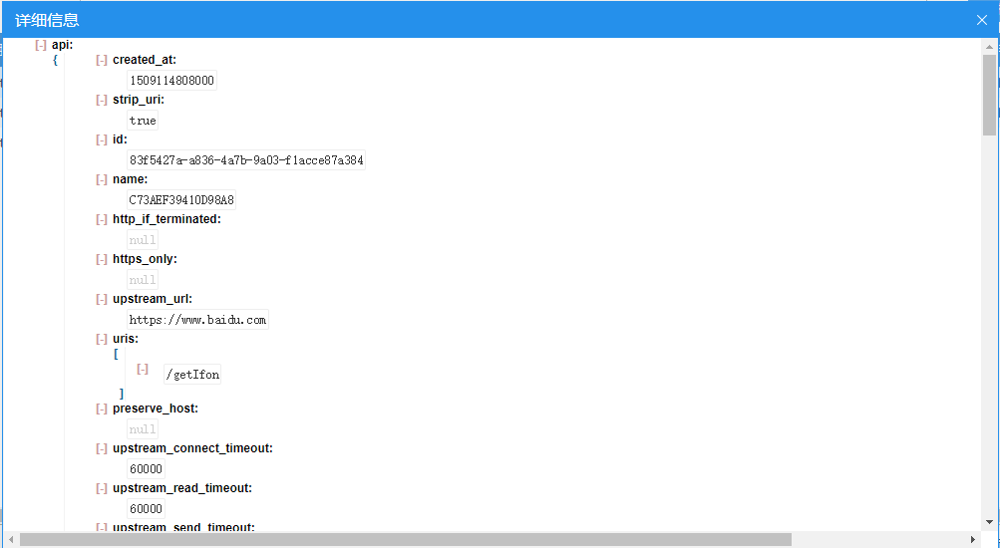 详细信息
[-] api:
{ [-] created_at:
1509114808000
[-] strip_uri:
true
[-] id:
83f5427a-a836-4a7b-9a03-f1acce87a384
[-] name:
C73AEF39410D98A8
[-] http_if_terminated:
null
[-] https_only:
null
[-] upstream_url:
https://www.baidu.com
[-] uris:
[
[-] /getIfon
]
[-] preserve_host:
null
[-] upstream_connect_timeout:
60000
[-] upstream_read_timeout:
60000
[-] upstream_send_timeout: